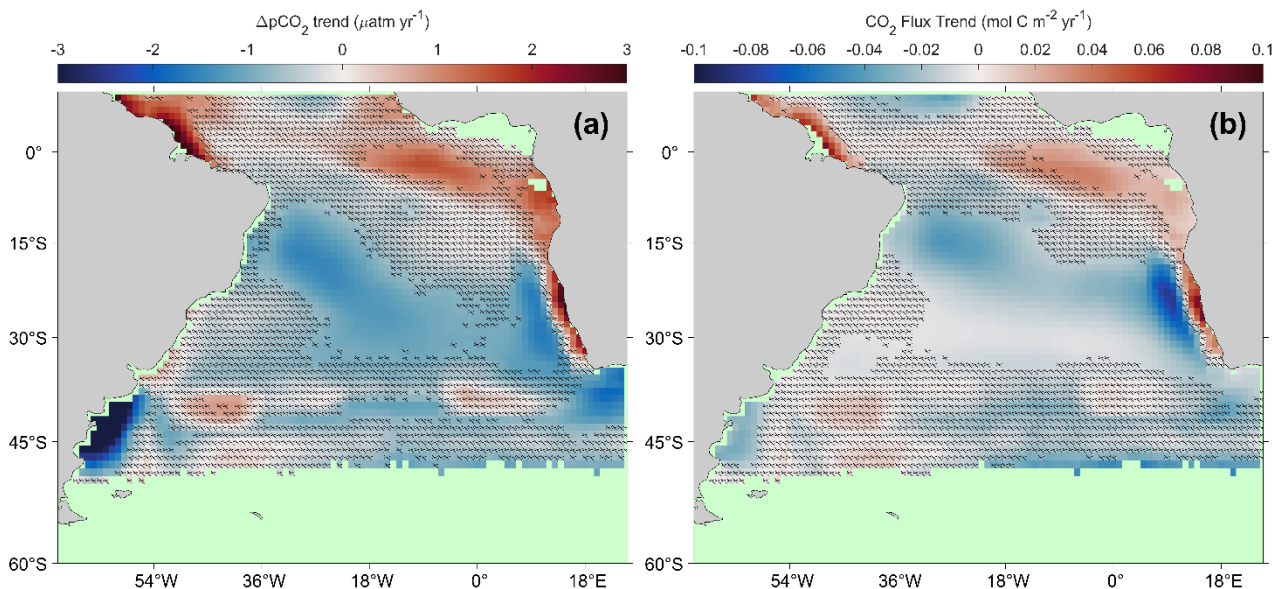 ΔpCO₂ trend (μatm yr⁻¹)
-3 -2 -1 0 1 2 3
(a)
0°
15°S
30°S
45°S
60°S
54°W 36°W 18°W 0° 18°E
CO₂ Flux Trend (mol C m⁻² yr⁻¹)
-0.1 -0.08 -0.06 -0.04 -0.02 0 0.02 0.04 0.06 0.08 0.1
(b)
0°
15°S
30°S
45°S
60°S
54°W 36°W 18°W 0° 18°E